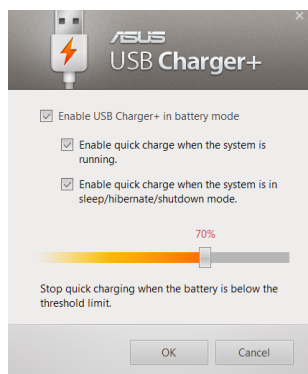 ASUS
USB Charger+
Enable USB Charger+ in battery mode
Enable quick charge when the system is
running.
Enable quick charge when the system is in
sleep/hibernate/shutdown mode.
70%
Stop quick charging when the battery is below the
threshold limit.
OK
Cancel